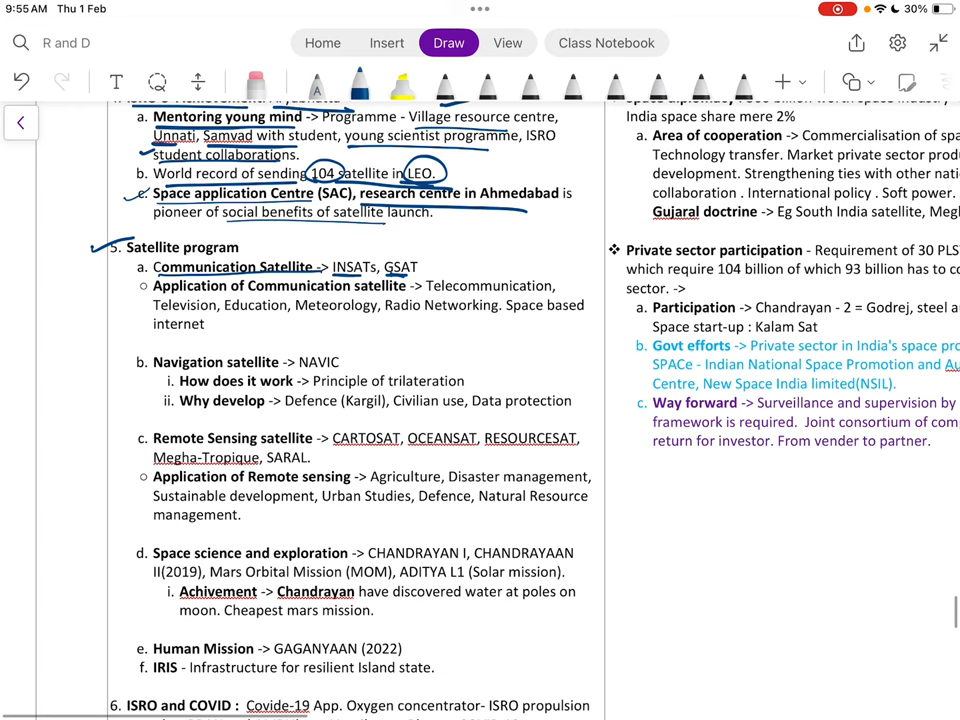 9:55 AM Thu 1 Feb
30%
R and D
Home Insert Draw View Class Notebook
a. Mentoring young mind -> Programme - Village resource centre,
Unnati, Samvad with student, young scientist programme, ISRO
student collaborations.
b. World record of sending 104 satellite in LEO.
c. Space application Centre (SAC), research centre in Ahmedabad is
pioneer of social benefits of satellite launch.
5. Satellite program
a. Communication Satellite -> INSATs, GSAT
○ Application of Communication satellite -> Telecommunication,
Television, Education, Meteorology, Radio Networking. Space based
internet
b. Navigation satellite -> NAVIC
i. How does it work -> Principle of trilateration
ii. Why develop -> Defence (Kargil), Civilian use, Data protection
c. Remote Sensing satellite -> CARTOSAT, OCEANSAT, RESOURCESAT,
Megha-Tropique, SARAL.
○ Application of Remote sensing -> Agriculture, Disaster management,
Sustainable development, Urban Studies, Defence, Natural Resource
management.
d. Space science and exploration -> CHANDRAYAN I, CHANDRAYAAN
II(2019), Mars Orbital Mission (MOM), ADITYA L1 (Solar mission).
i. Achivement -> Chandrayan have discovered water at poles on
moon. Cheapest mars mission.
e. Human Mission -> GAGANYAAN (2022)
f. IRIS - Infrastructure for resilient Island state.
6. ISRO and COVID : Covide-19 App. Oxygen concentrator- ISRO propulsion
India space share mere 2%
a. Area of cooperation -> Commercialisation of spa
Technology transfer. Market private sector produ
development. Strengthening ties with other nati
collaboration . International policy . Soft power.
Gujaral doctrine -> Eg South India satellite, Megl
❖ Private sector participation - Requirement of 30 PLS
which require 104 billion of which 93 billion has to co
sector. ->
a. Participation -> Chandrayan - 2 = Godrej, steel a
Space start-up : Kalam Sat
b. Govt efforts -> Private sector in India's space pro
SPACe - Indian National Space Promotion and Au
Centre, New Space India limited(NSIL).
c. Way forward -> Surveillance and supervision by
framework is required. Joint consortium of com
return for investor. From vender to partner.